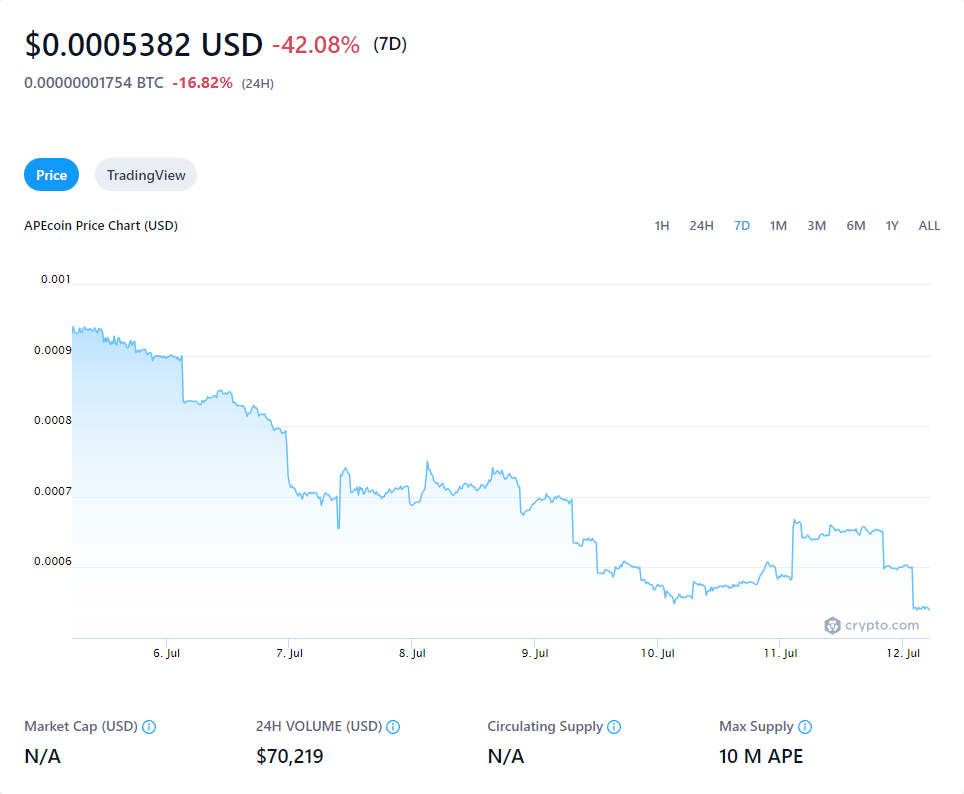 $0.0005382 USD -42.08% (7D)
0.00000001754 BTC -16.82% (24H)
Price TradingView
APEcoin Price Chart (USD) 1H 24H 7D 1M 3M 6M 1Y ALL
0.001
0.0009
0.0008
0.0007
0.0006
crypto.com
6. Jul 7. Jul 8. Jul 9. Jul 10. Jul 11. Jul 12. Jul
Market Cap (USD) 24H VOLUME (USD) Circulating Supply Max Supply
N/A $70,219 N/A 10 M APE